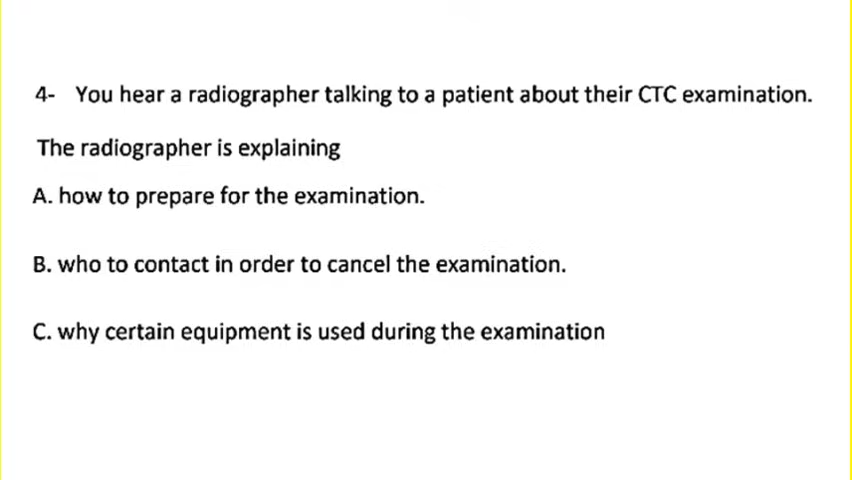 4- You hear a radiographer talking to a patient about their CTC examination.
The radiographer is explaining
A. how to prepare for the examination.
B. who to contact in order to cancel the examination.
C. why certain equipment is used during the examination